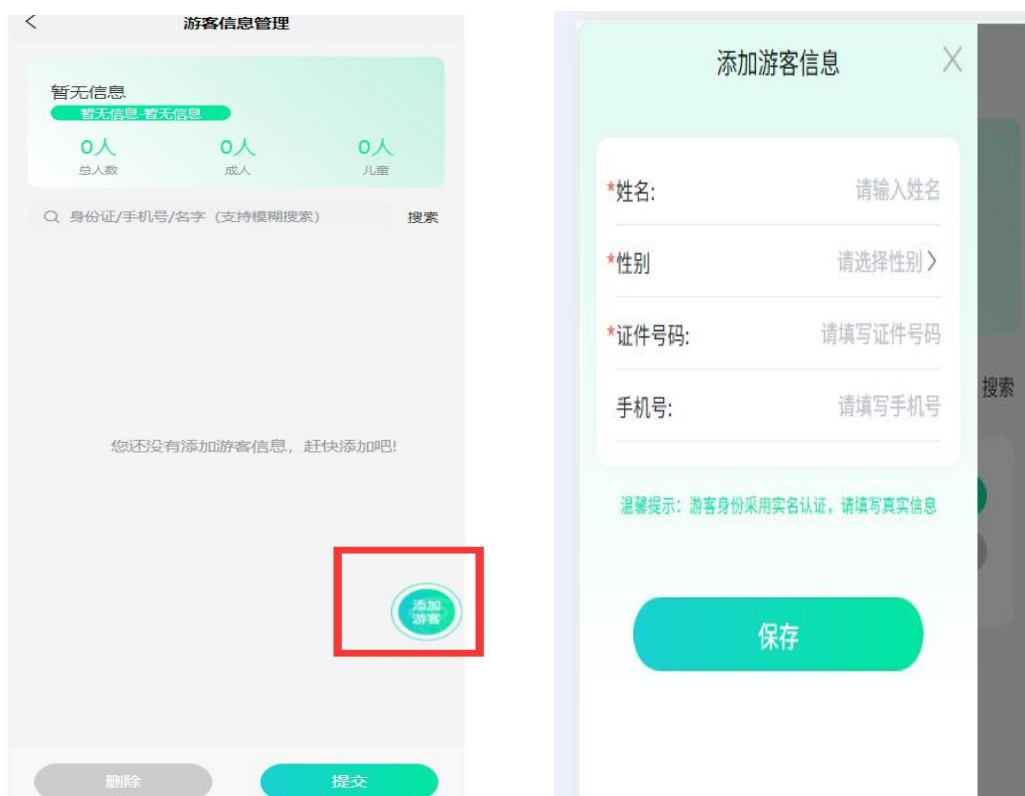 游客信息管理
暂无信息
暂无信息-暂无信息
0人 0人 0人
总人数 成人 儿童
身份证/手机号/名字（支持模糊搜索） 搜索
您还没有添加游客信息，赶快添加吧!
添加
游客
删除 提交
添加游客信息
*姓名: 请输入姓名
*性别 请选择性别
*证件号码: 请填写证件号码
手机号: 请填写手机号
搜索
温馨提示：游客身份采用实名认证，请填写真实信息
保存